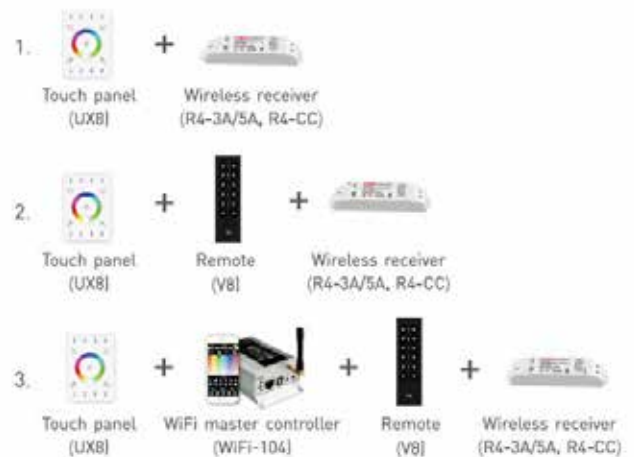 1.
Touch panel
(UX8)
+
Wireless receiver
(R4-3A/5A, R4-CC)
2.
Touch panel
(UX8)
+
Remote
(V8)
+
Wireless receiver
(R4-3A/5A, R4-CC)
3.
Touch panel
(UX8)
+
WiFi master controller
(WiFi-104)
+
Remote
(V8)
+
Wireless receiver
(R4-3A/5A, R4-CC)